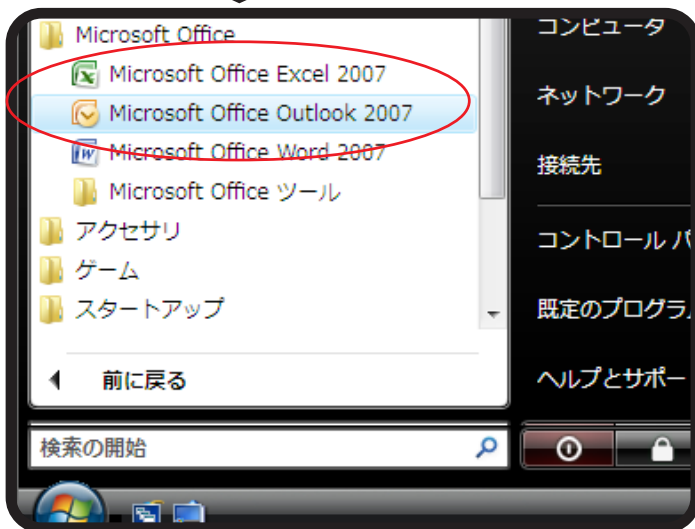 Microsoft Office
Microsoft Office Excel 2007
Microsoft Office Outlook 2007
Microsoft Office Word 2007
Microsoft Office ツール
アクセサリ
ゲーム
スタートアップ
前に戻る
検索の開始
コンピュータ
ネットワーク
接続先
コントロール パ
既定のプログラ
ヘルプとサポー